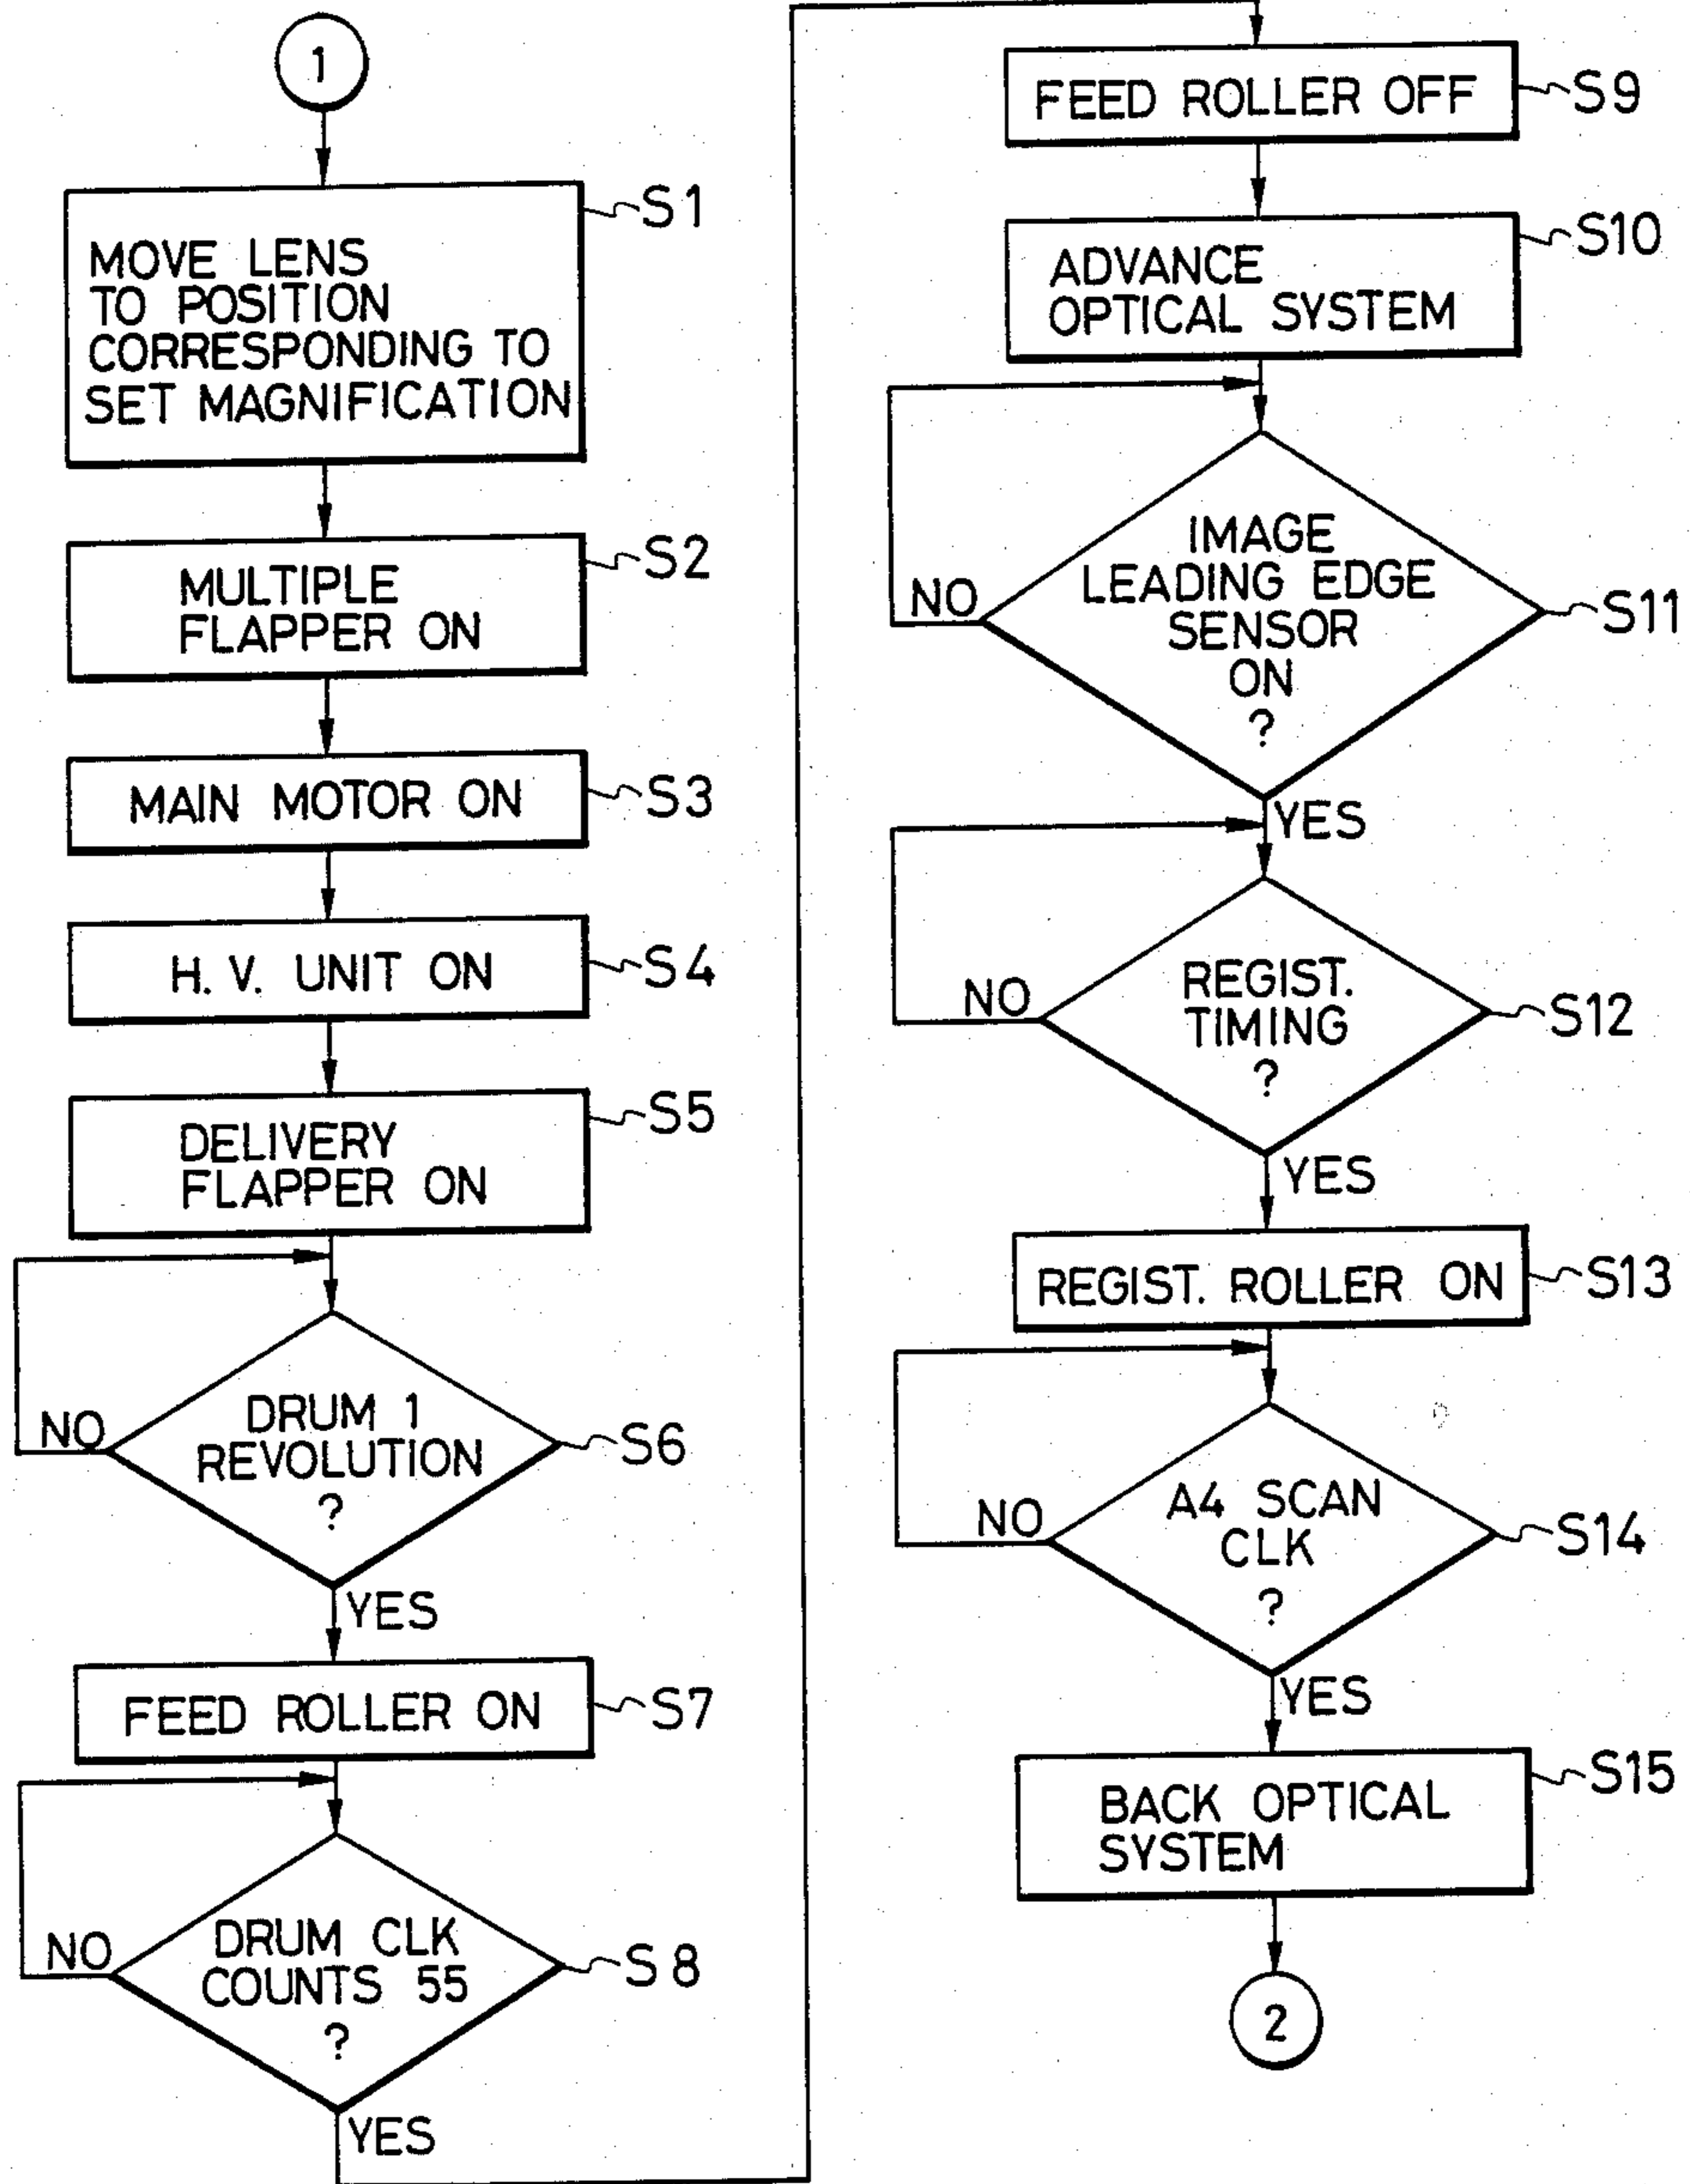 1
MOVE LENS
TO POSITION
CORRESPONDING TO
SET MAGNIFICATION
S1
MULTIPLE
FLAPPER ON
S2
MAIN MOTOR ON
S3
H. V. UNIT ON
S4
DELIVERY
FLAPPER ON
S5
DRUM 1
REVOLUTION
?
S6
NO
YES
FEED ROLLER ON
S7
DRUM CLK
COUNTS 55
?
S8
NO
YES
FEED ROLLER OFF
S9
ADVANCE
OPTICAL SYSTEM
S10
IMAGE
LEADING EDGE
SENSOR
ON
?
S11
NO
YES
REGIST.
TIMING
?
S12
NO
YES
REGIST. ROLLER ON
S13
A4 SCAN
CLK
?
S14
NO
YES
BACK OPTICAL
SYSTEM
S15
2